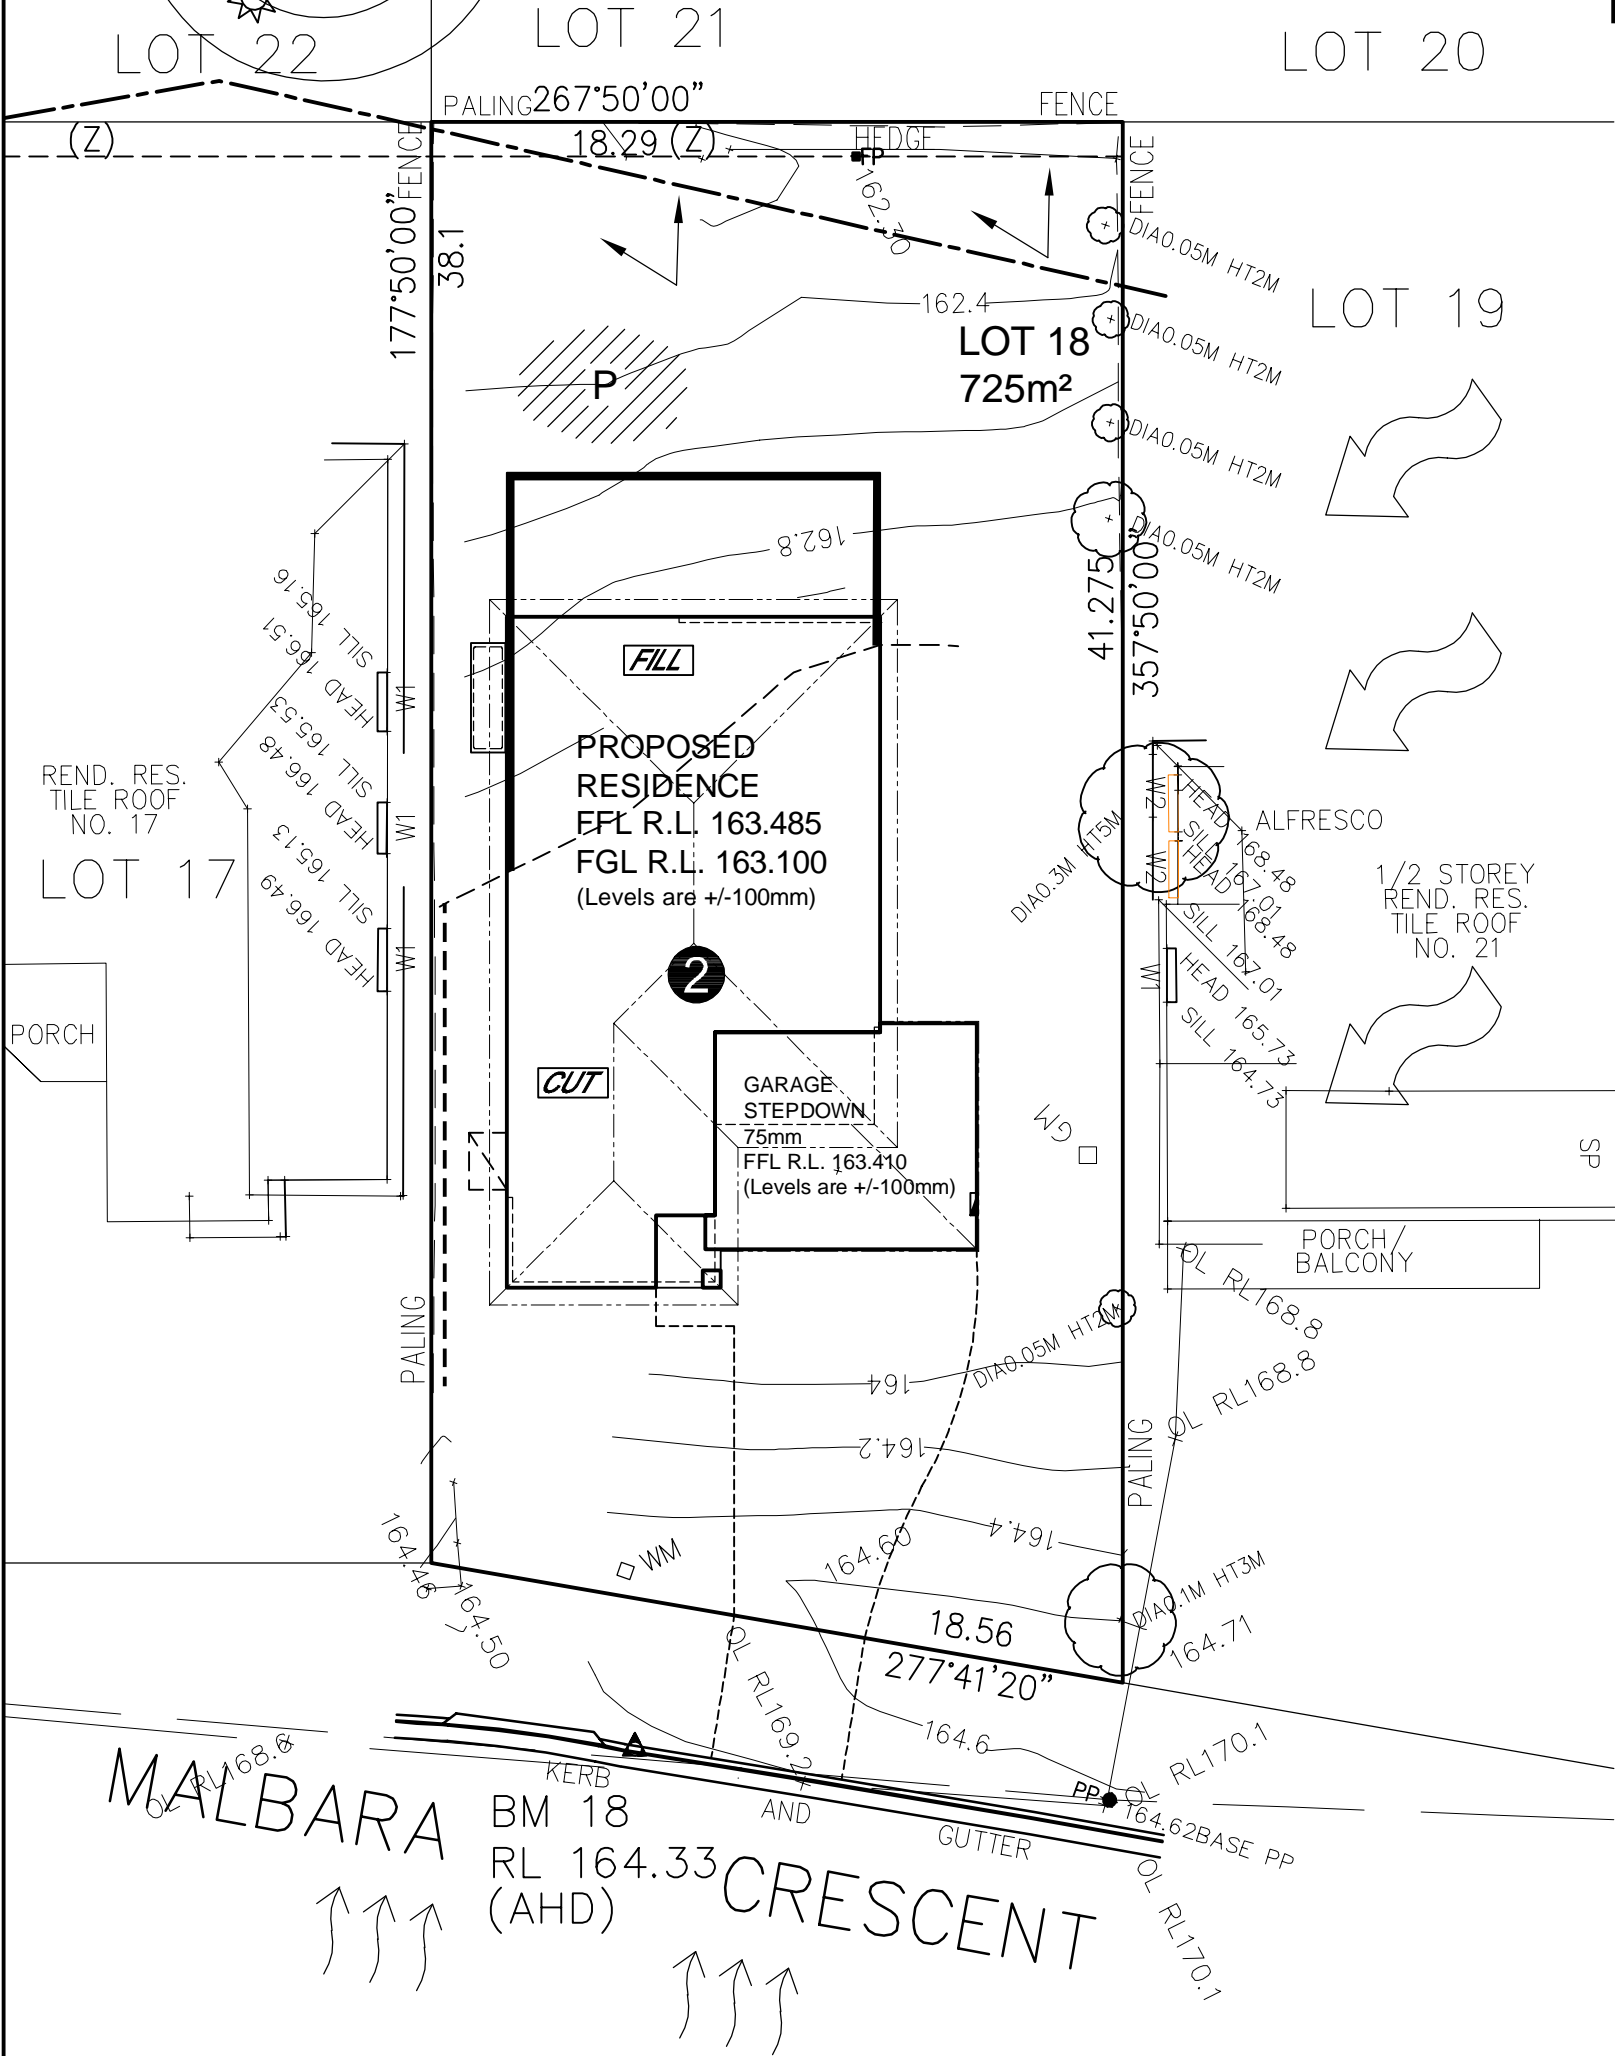 LOT 22
LOT 21
LOT 20
PALING
267°50'00"
FENCE
(Z)
18.29 (Z)
HEDGE
TP
FENCE
FENCE
177°50'00"
38.1
162.30
DIA0.05M HT2M
162.4
LOT 19
LOT 18
725m²
DIA0.05M HT2M
P
DIA0.05M HT2M
162.8
DIA0.05M HT2M
41.275
357°50'00"
SILL 165.16
HEAD 166.51
W1
SILL 165.53
HEAD 166.48
W1
SILL 165.13
HEAD 166.49
W1
FILL
PROPOSED
RESIDENCE
FFL R.L. 163.485
FGL R.L. 163.100
(Levels are +/-100mm)
REND. RES.
TILE ROOF
NO. 17
LOT 17
W2
HEAD 168.48
SILL 167.01
W2
HEAD 168.48
SILL 167.01
W1
HEAD 165.73
SILL 164.73
ALFRESCO
DIA0.3M HT5M
1/2 STOREY
REND. RES.
TILE ROOF
NO. 21
2
PORCH
CUT
GARAGE
STEPDOWN
75mm
FFL R.L. 163.410
(Levels are +/-100mm)
GM
SP
PORCH/
BALCONY
OL RL168.8
PALING
DIA0.05M HT2M
164
OL RL168.8
164.2
PALING
164.4
164.46
164.50
WM
164.60
DIA0.1M HT3M
18.56
277°41'20"
164.71
OL RL169.2
164.6
OL RL170.1
OL RL168.6
KERB
AND
GUTTER
PP
164.62BASE PP
MALBARA CRESCENT
BM 18
RL 164.33
(AHD)
OL RL170.1